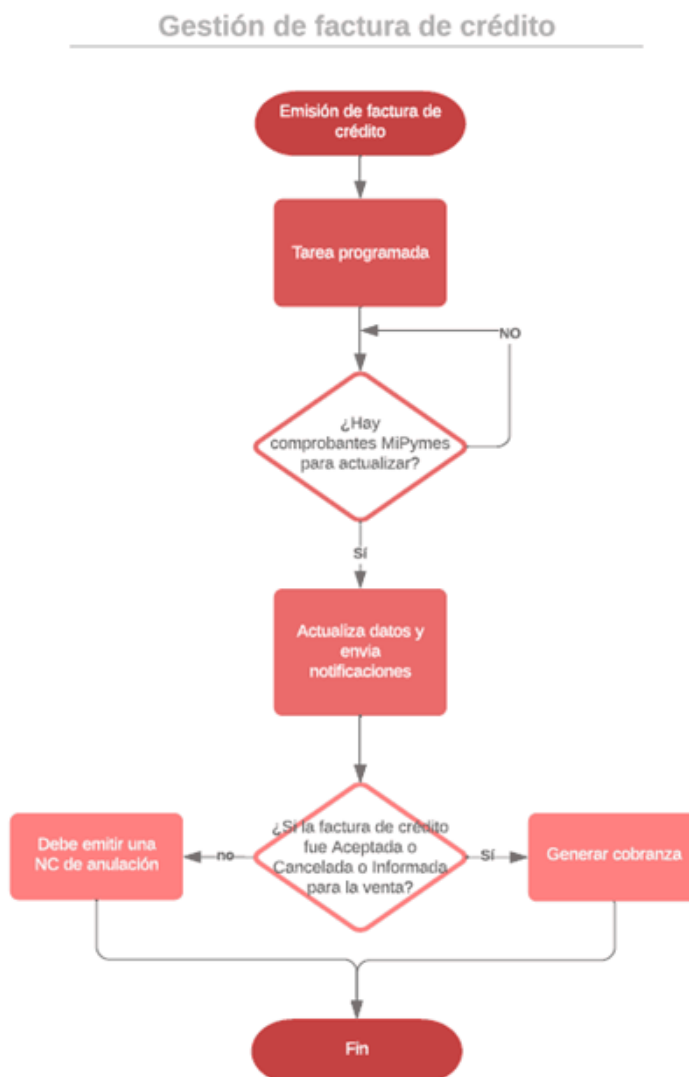 Gestión de factura de crédito
Emisión de factura de
crédito
Tarea programada
NO
¿Hay
comprobantes MiPymes
para actualizar?
Sí
Actualiza datos y
envia
notificaciones
¿Si la factura de crédito
fue Aceptada o
Cancelada o Informada
para la venta?
Debe emitir una
NC de anulación
no
Sí
Generar cobranza
Fin